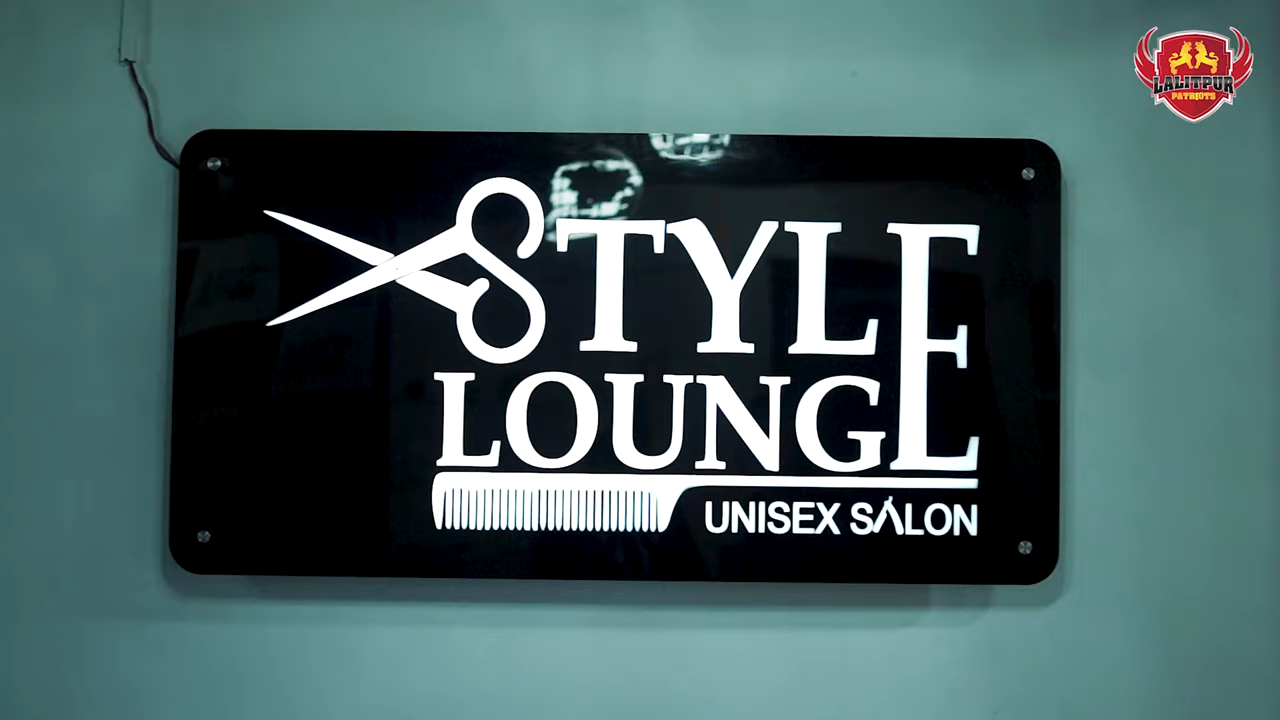 LALITPUR
PATRIOTS
STYLE
LOUNGE
UNISEX SALON